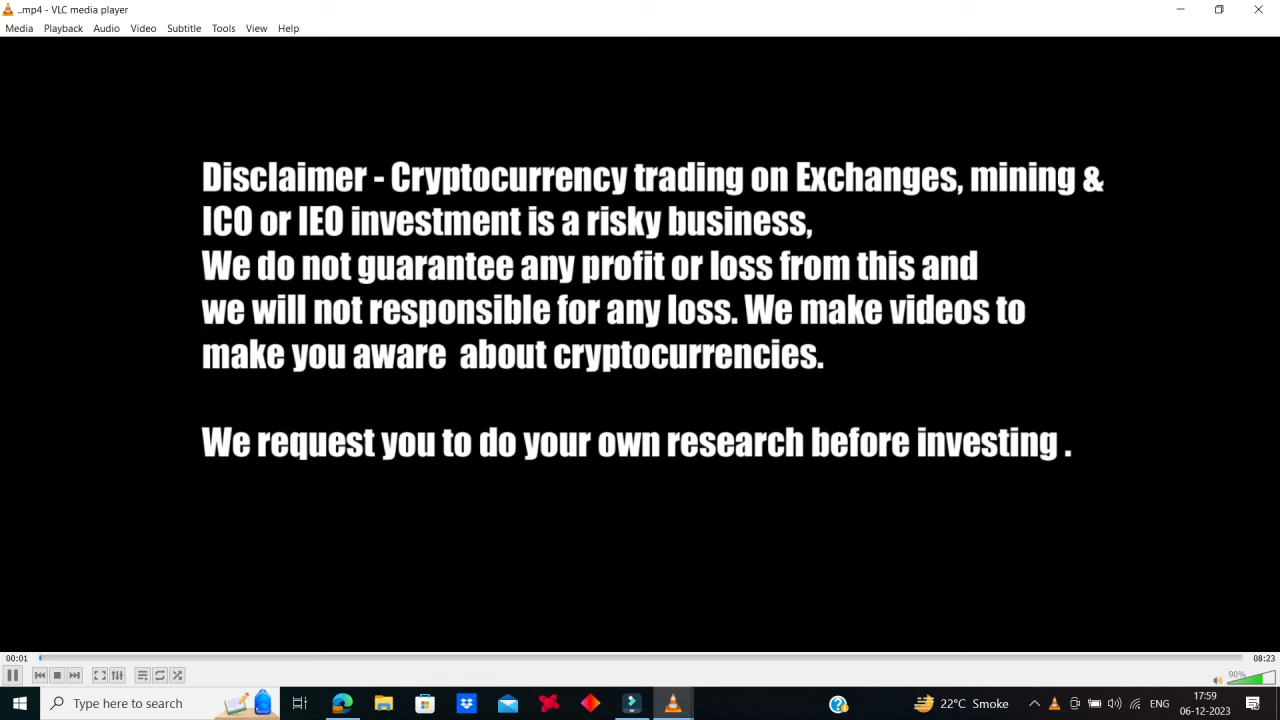 _.mp4 - VLC media player
Media Playback Audio Video Subtitle Tools View Help
Disclaimer - Cryptocurrency trading on Exchanges, mining &
ICO or IEO investment is a risky business,
We do not guarantee any profit or loss from this and
we will not responsible for any loss. We make videos to
make you aware  about cryptocurrencies.
We request you to do your own research before investing .
00:01 08:23
90%
Type here to search
22°C Smoke
ENG
17:59
06-12-2023